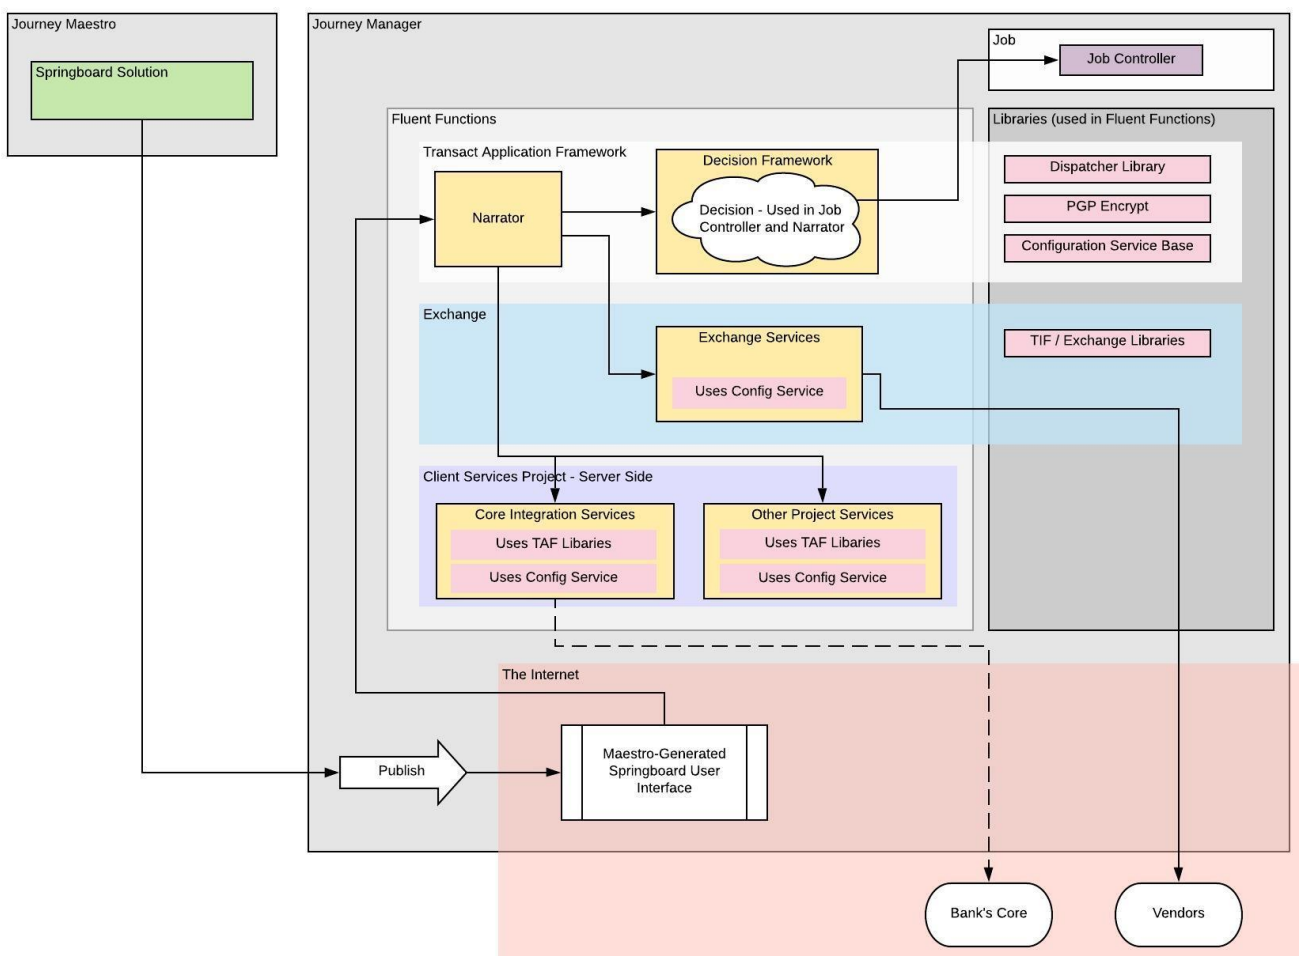 Journey Maestro
Springboard Solution
Journey Manager
Job
Job Controller
Fluent Functions
Libraries (used in Fluent Functions)
Transact Application Framework
Narrator
Decision Framework
Decision - Used in Job
Controller and Narrator
Dispatcher Library
PGP Encrypt
Configuration Service Base
Exchange
Exchange Services
Uses Config Service
TIF / Exchange Libraries
Client Services Project - Server Side
Core Integration Services
Uses TAF Libaries
Uses Config Service
Other Project Services
Uses TAF Libaries
Uses Config Service
The Internet
Publish
Maestro-Generated
Springboard User
Interface
Bank's Core
Vendors